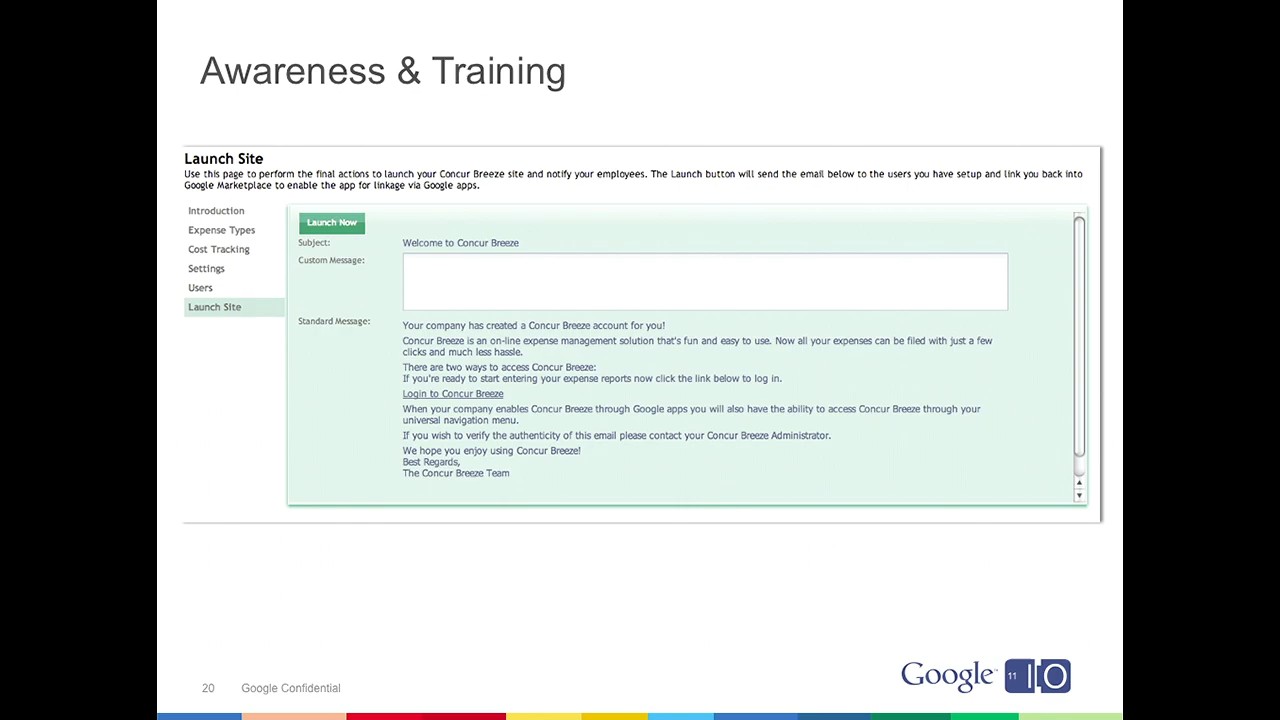 Awareness & Training
Launch Site
Use this page to perform the final actions to launch your Concur Breeze site and notify your employees. The Launch button will send the email below to the users you have setup and link you back into
Google Marketplace to enable the app for linkage via Google apps.
Introduction
Expense Types
Cost Tracking
Settings
Users
Launch Site
Launch Now
Subject:
Welcome to Concur Breeze
Custom Message:
Standard Message:
Your company has created a Concur Breeze account for you!
Concur Breeze is an on-line expense management solution that's fun and easy to use. Now all your expenses can be filed with just a few
clicks and much less hassle.
There are two ways to access Concur Breeze:
If you're ready to start entering your expense reports now click the link below to log in.
Login to Concur Breeze
When your company enables Concur Breeze through Google apps you will also have the ability to access Concur Breeze through your
universal navigation menu.
If you wish to verify the authenticity of this email please contact your Concur Breeze Administrator.
We hope you enjoy using Concur Breeze!
Best Regards,
The Concur Breeze Team
20 Google Confidential
Google™ 11 IO